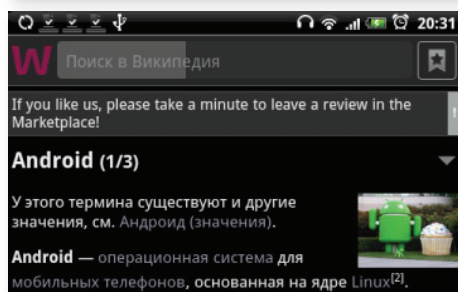 20:31
W Поиск в Википедия
If you like us, please take a minute to leave a review in the
Marketplace!
!
Android (1/3)
У этого термина существуют и другие
значения, см. Андроид (значения).
Android — операционная система для
мобильных телефонов, основанная на ядре Linux[2].